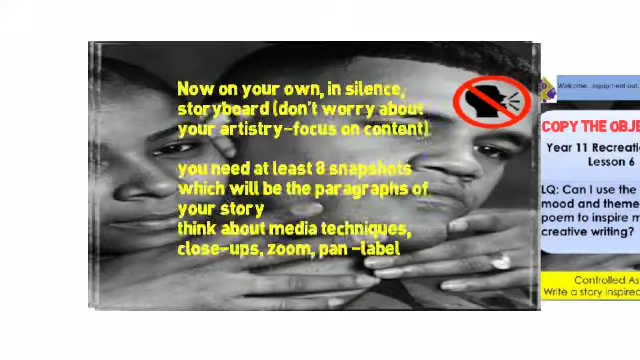 Now on your own, in silence,
storyboard (don't worry about
your artistry-focus on content)
you need at least 8 snapshots
which will be the paragraphs of
your story
think about media techniques,
close-ups, zoom, pan -label
Welcome.. equipment out.
COPY THE OBJE
Year 11 Recreati
Lesson 6
LQ: Can I use the
mood and theme
poem to inspire m
creative writing?
Controlled As
Write a story inspired